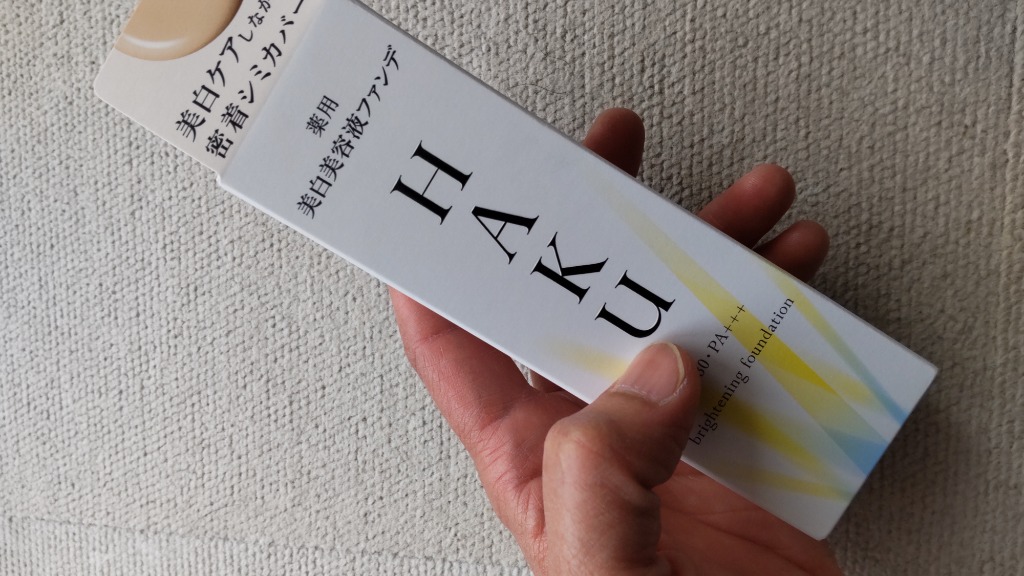 美白ケアしなが
密着シミカバー
薬用
美白美容液ファンデ
HAKU
30・PA+++
brightening foundation